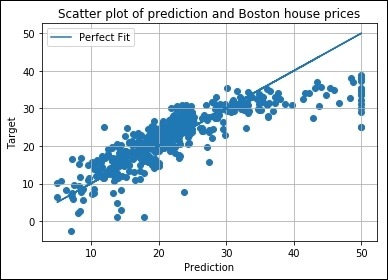 Scatter plot of prediction and Boston house prices
Perfect Fit
50
40
30
20
10
0
Target
10 20 30 40 50
Prediction